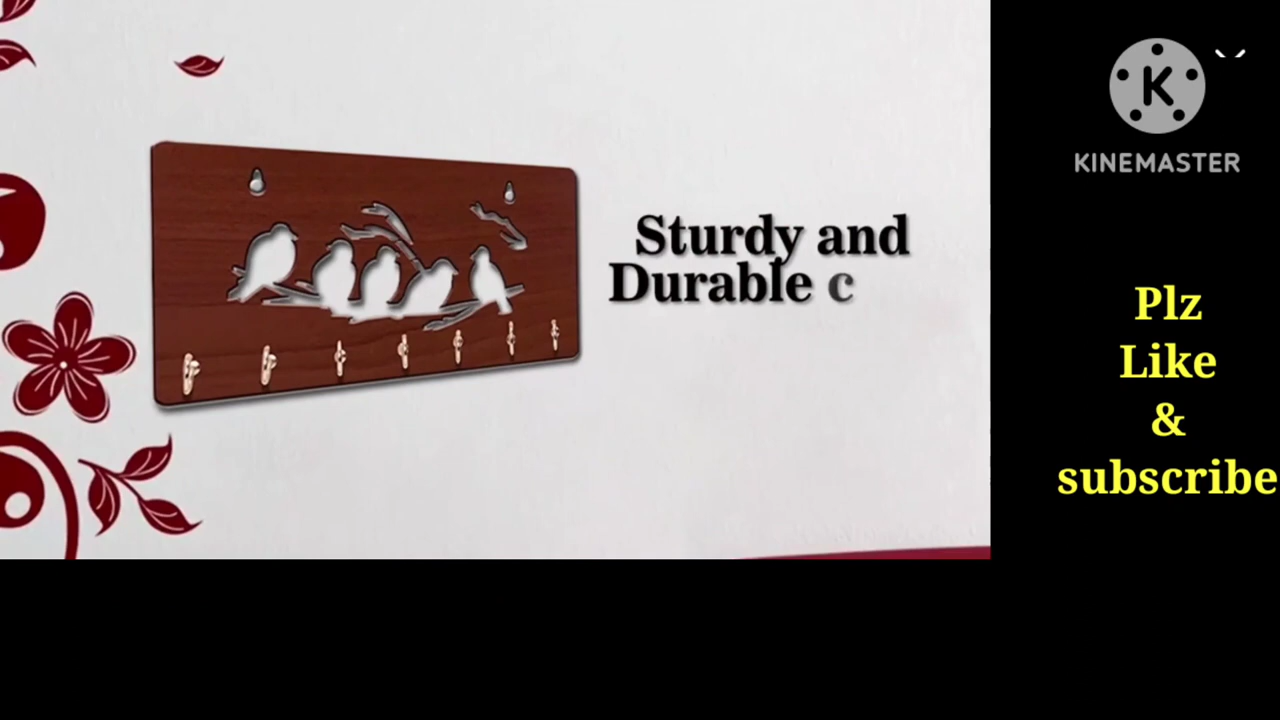 Sturdy and
Durable c
K
KINEMASTER
Plz
Like
&
subscribe